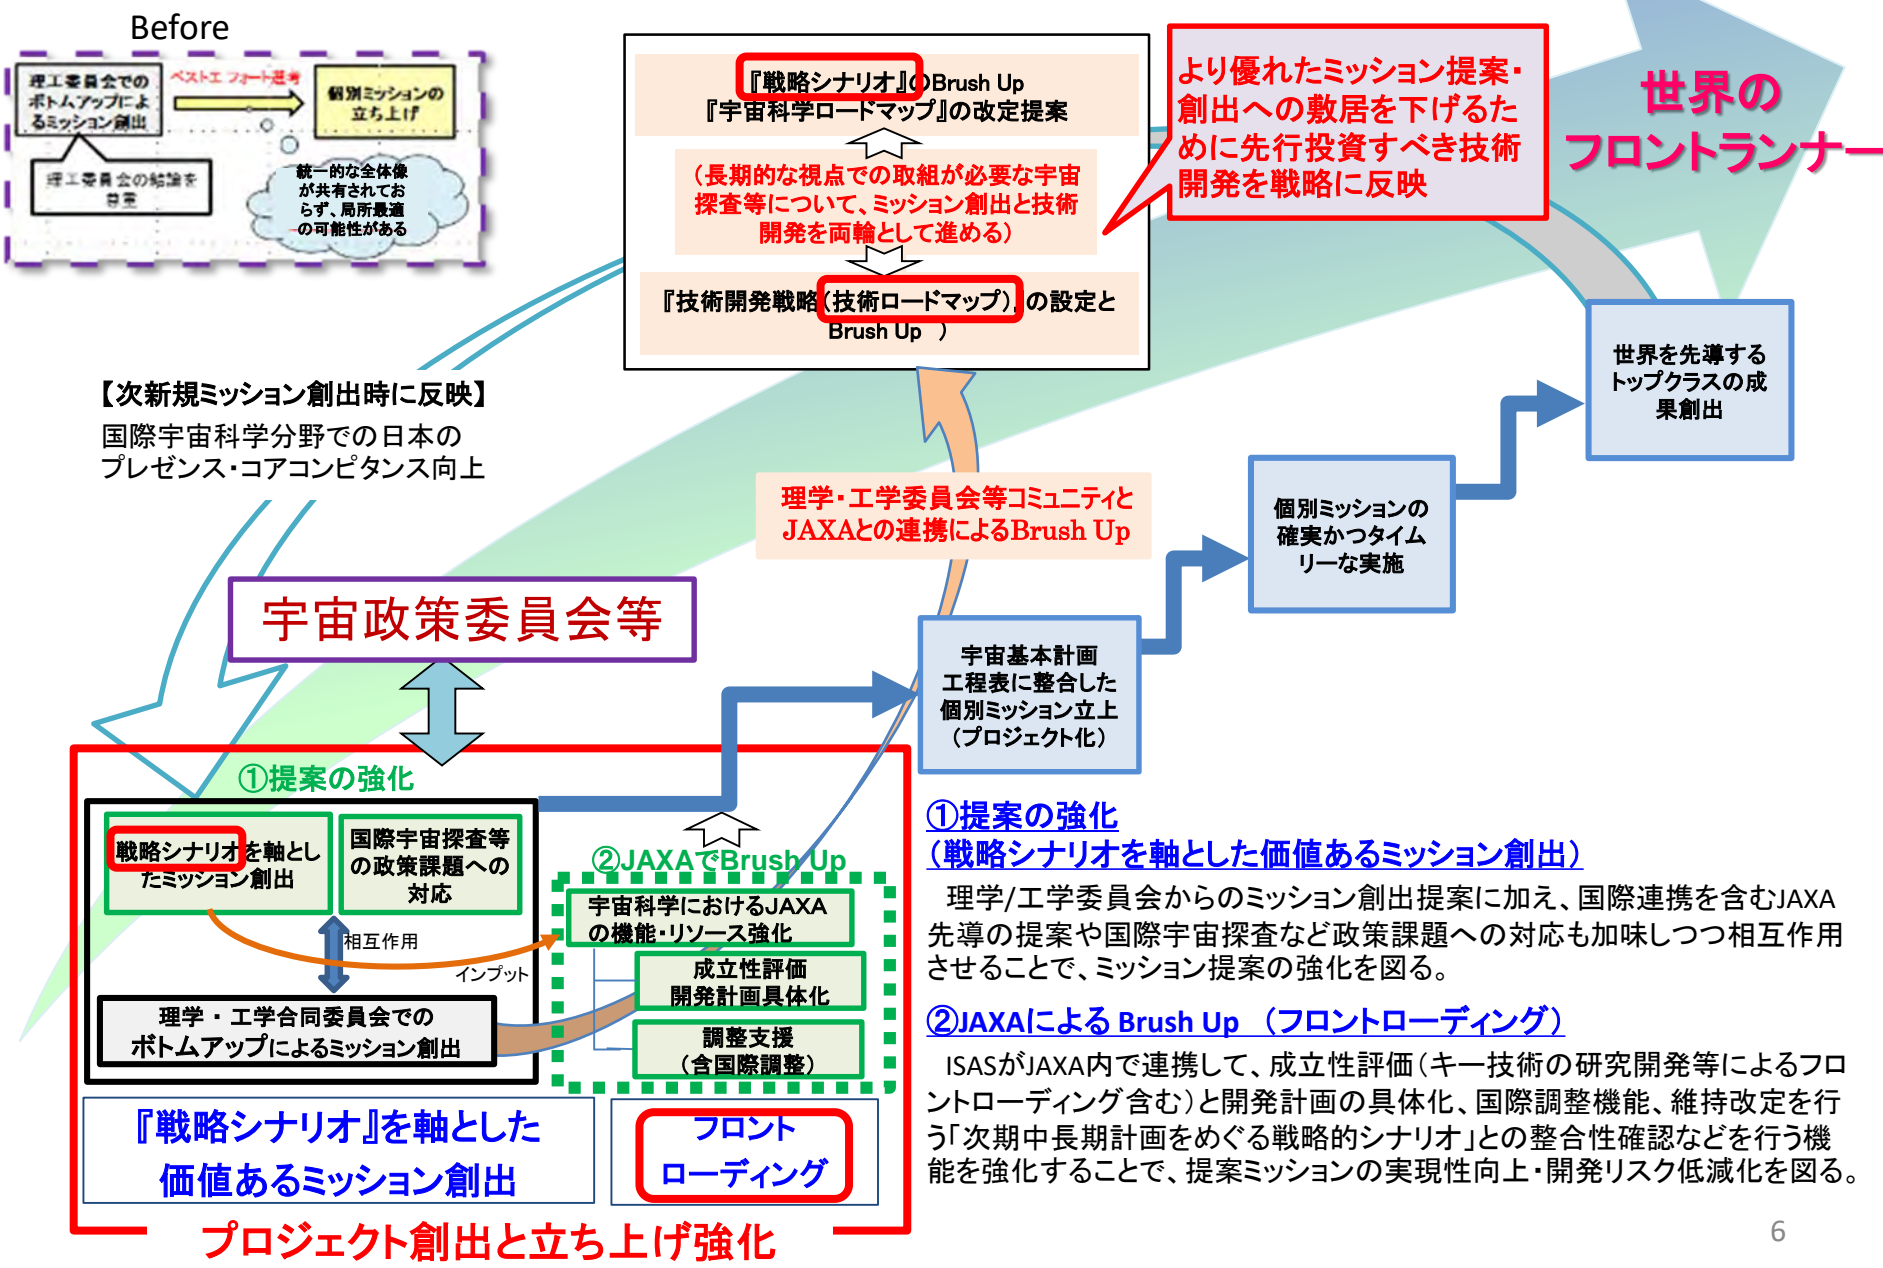 Before
理工委員会での
ボトムアップによ
るミッション創出
ベストエフォート選考
個別ミッションの
立ち上げ
理工委員会の結論を
尊重
統一的な全体像
が共有されてお
らず、局所最適
の可能性がある
『戦略シナリオ』のBrush Up
『宇宙科学ロードマップ』の改定提案
（長期的な視点での取組が必要な宇宙
探査等について、ミッション創出と技術
開発を両輪として進める）
『技術開発戦略（技術ロードマップ）』の設定と
Brush Up ）
より優れたミッション提案・
創出への敷居を下げるた
めに先行投資すべき技術
開発を戦略に反映
世界の
フロントランナー
世界を先導する
トップクラスの成
果創出
【次新規ミッション創出時に反映】
国際宇宙科学分野での日本の
プレゼンス・コアコンピタンス向上
理学・工学委員会等コミュニティと
JAXAとの連携によるBrush Up
個別ミッションの
確実かつタイム
リーな実施
宇宙政策委員会等
宇宙基本計画
工程表に整合した
個別ミッション立上
（プロジェクト化）
①提案の強化
戦略シナリオを軸とし
たミッション創出
国際宇宙探査等
の政策課題への
対応
相互作用
インプット
理学・工学合同委員会での
ボトムアップによるミッション創出
②JAXAでBrush Up
宇宙科学におけるJAXA
の機能・リソース強化
成立性評価
開発計画具体化
調整支援
（含国際調整）
『戦略シナリオ』を軸とした
価値あるミッション創出
フロント
ローディング
プロジェクト創出と立ち上げ強化
①提案の強化
（戦略シナリオを軸とした価値あるミッション創出）
理学/工学委員会からのミッション創出提案に加え、国際連携を含むJAXA
先導の提案や国際宇宙探査など政策課題への対応も加味しつつ相互作用
させることで、ミッション提案の強化を図る。
②JAXAによる Brush Up （フロントローディング）
ISASがJAXA内で連携して、成立性評価（キー技術の研究開発等によるフロ
ントローディング含む）と開発計画の具体化、国際調整機能、維持改定を行
う「次期中長期計画をめぐる戦略的シナリオ」との整合性確認などを行う機
能を強化することで、提案ミッションの実現性向上・開発リスク低減化を図る。
6